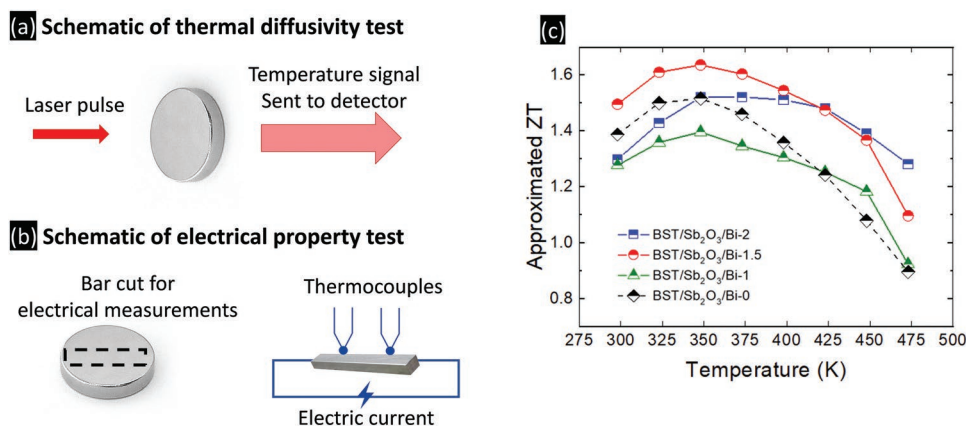 (a) Schematic of thermal diffusivity test
Laser pulse
Temperature signal
Sent to detector
(b) Schematic of electrical property test
Bar cut for
electrical measurements
Thermocouples
Electric current
(c)
Approximated ZT
1.6
1.4
1.2
1.0
0.8
BST/Sb₂O₃/Bi-2
BST/Sb₂O₃/Bi-1.5
BST/Sb₂O₃/Bi-1
BST/Sb₂O₃/Bi-0
275 300 325 350 375 400 425 450 475 500
Temperature (K)